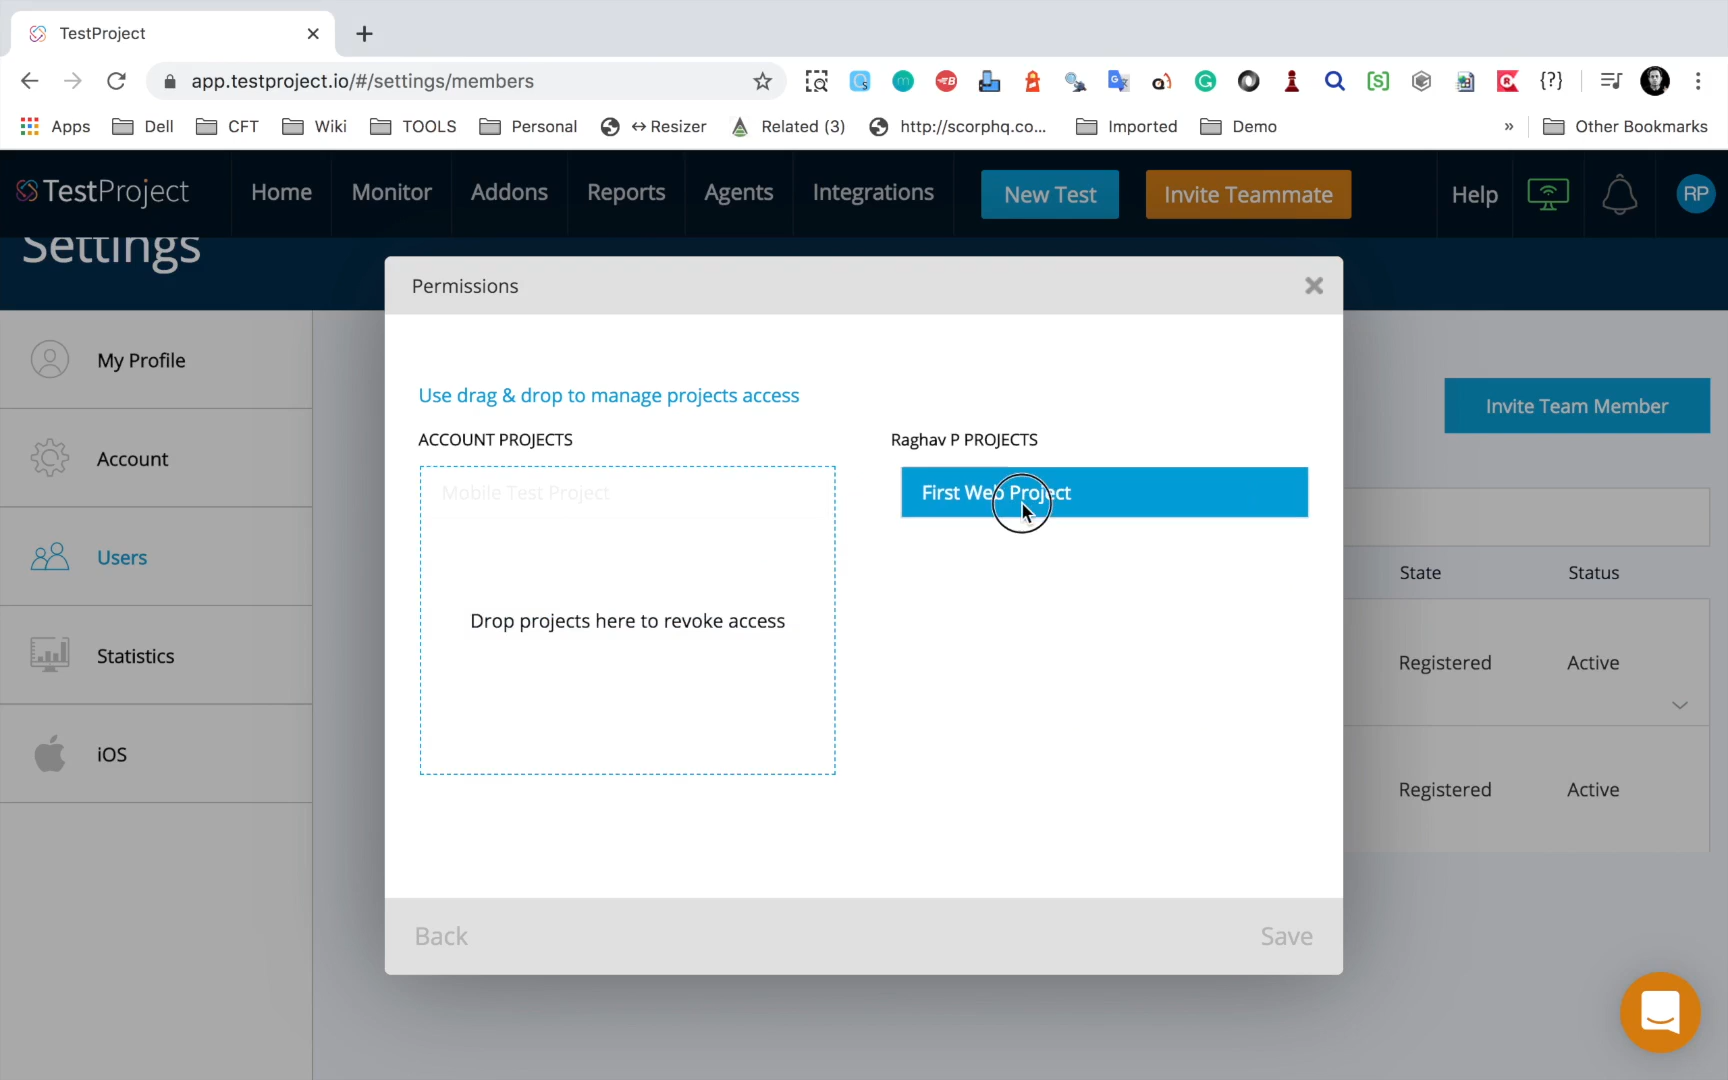 TestProject
app.testproject.io/#/settings/members
Apps
Dell
CFT
Wiki
TOOLS
Personal
↔ Resizer
Related (3)
http://scorphq.co...
Imported
Demo
»
Other Bookmarks
TestProject
Home
Monitor
Addons
Reports
Agents
Integrations
New Test
Invite Teammate
Help
RP
Settings
Permissions
My Profile
Account
Users
Statistics
iOS
Use drag & drop to manage projects access
ACCOUNT PROJECTS
Raghav P PROJECTS
Mobile Test Project
First Web Project
Drop projects here to revoke access
Invite Team Member
State
Status
Registered
Active
Registered
Active
Back
Save